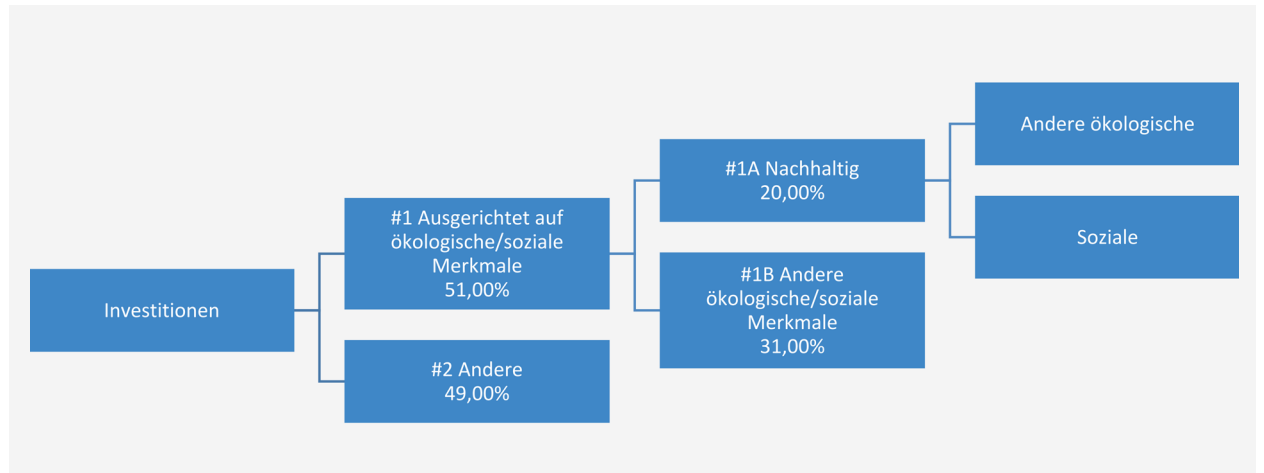 Investitionen
#1 Ausgerichtet auf
ökologische/soziale
Merkmale
51,00%
#2 Andere
49,00%
#1A Nachhaltig
20,00%
#1B Andere
ökologische/soziale
Merkmale
31,00%
Andere ökologische
Soziale